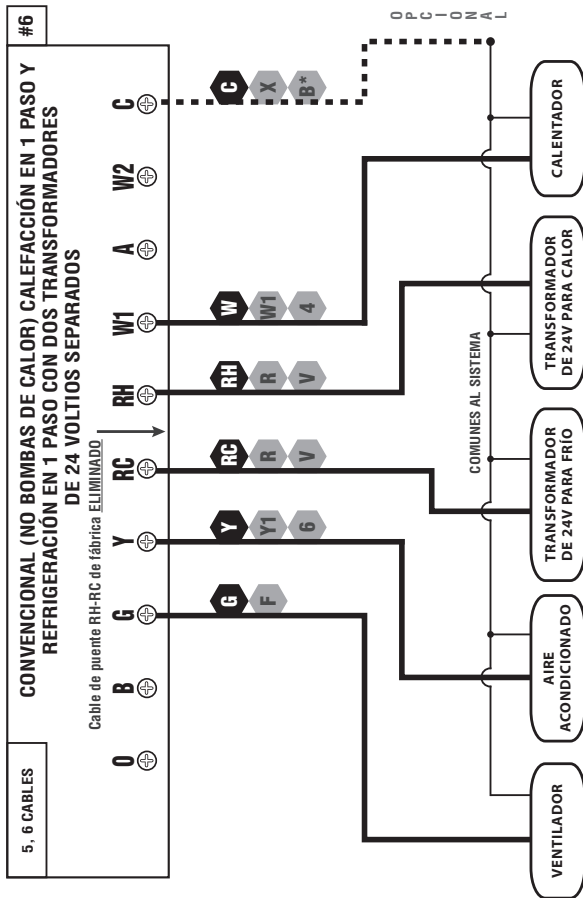 5, 6 CABLES
#6
CONVENCIONAL (NO BOMBAS DE CALOR) CALEFACCIÓN EN 1 PASO Y
REFRIGERACIÓN EN 1 PASO CON DOS TRANSFORMADORES
DE 24 VOLTIOS SEPARADOS
Cable de puente RH-RC de fábrica ELIMINADO
O B G Y RC RH W1 A W2 C
G Y RC RH W C
F Y1 R R W1 X
6 V V 4 B*
OPCIONAL
COMUNES AL SISTEMA
VENTILADOR
AIRE
ACONDICIONADO
TRANSFORMADOR
DE 24V PARA FRÍO
TRANSFORMADOR
DE 24V PARA CALOR
CALENTADOR